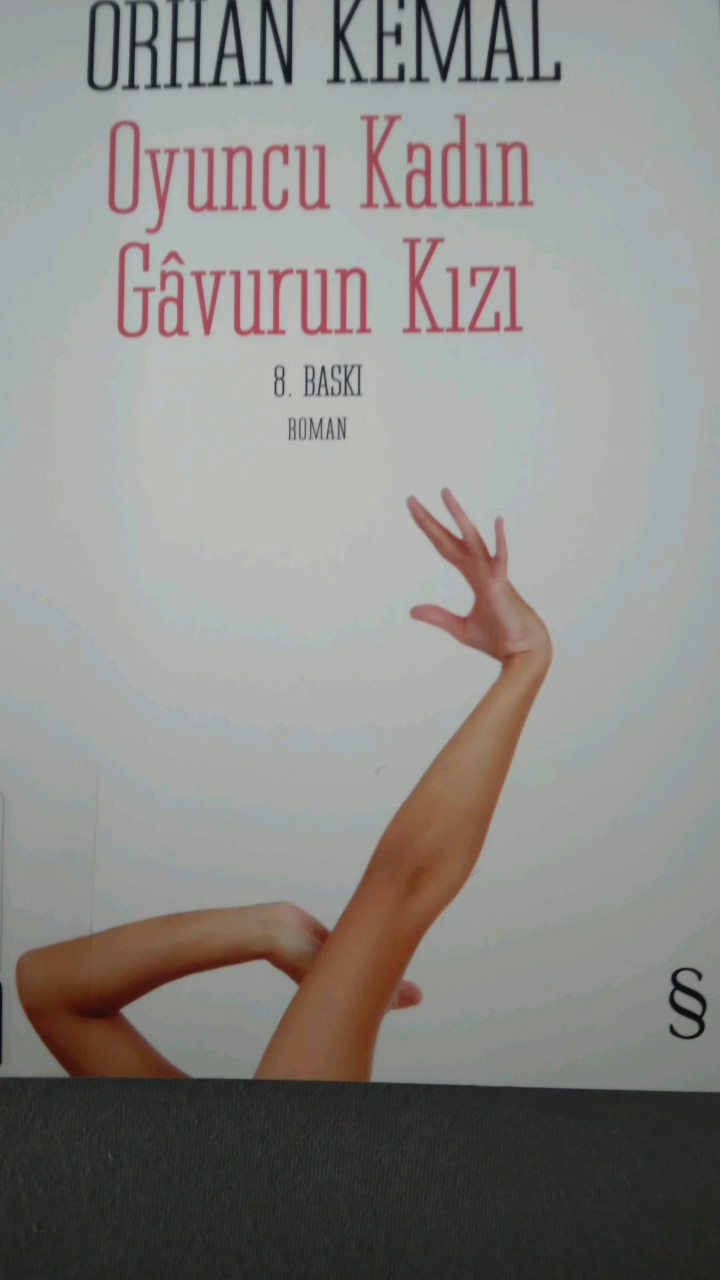 ORHAN KEMAL
Oyuncu Kadın
Gâvurun Kızı
8. BASKI
ROMAN
§